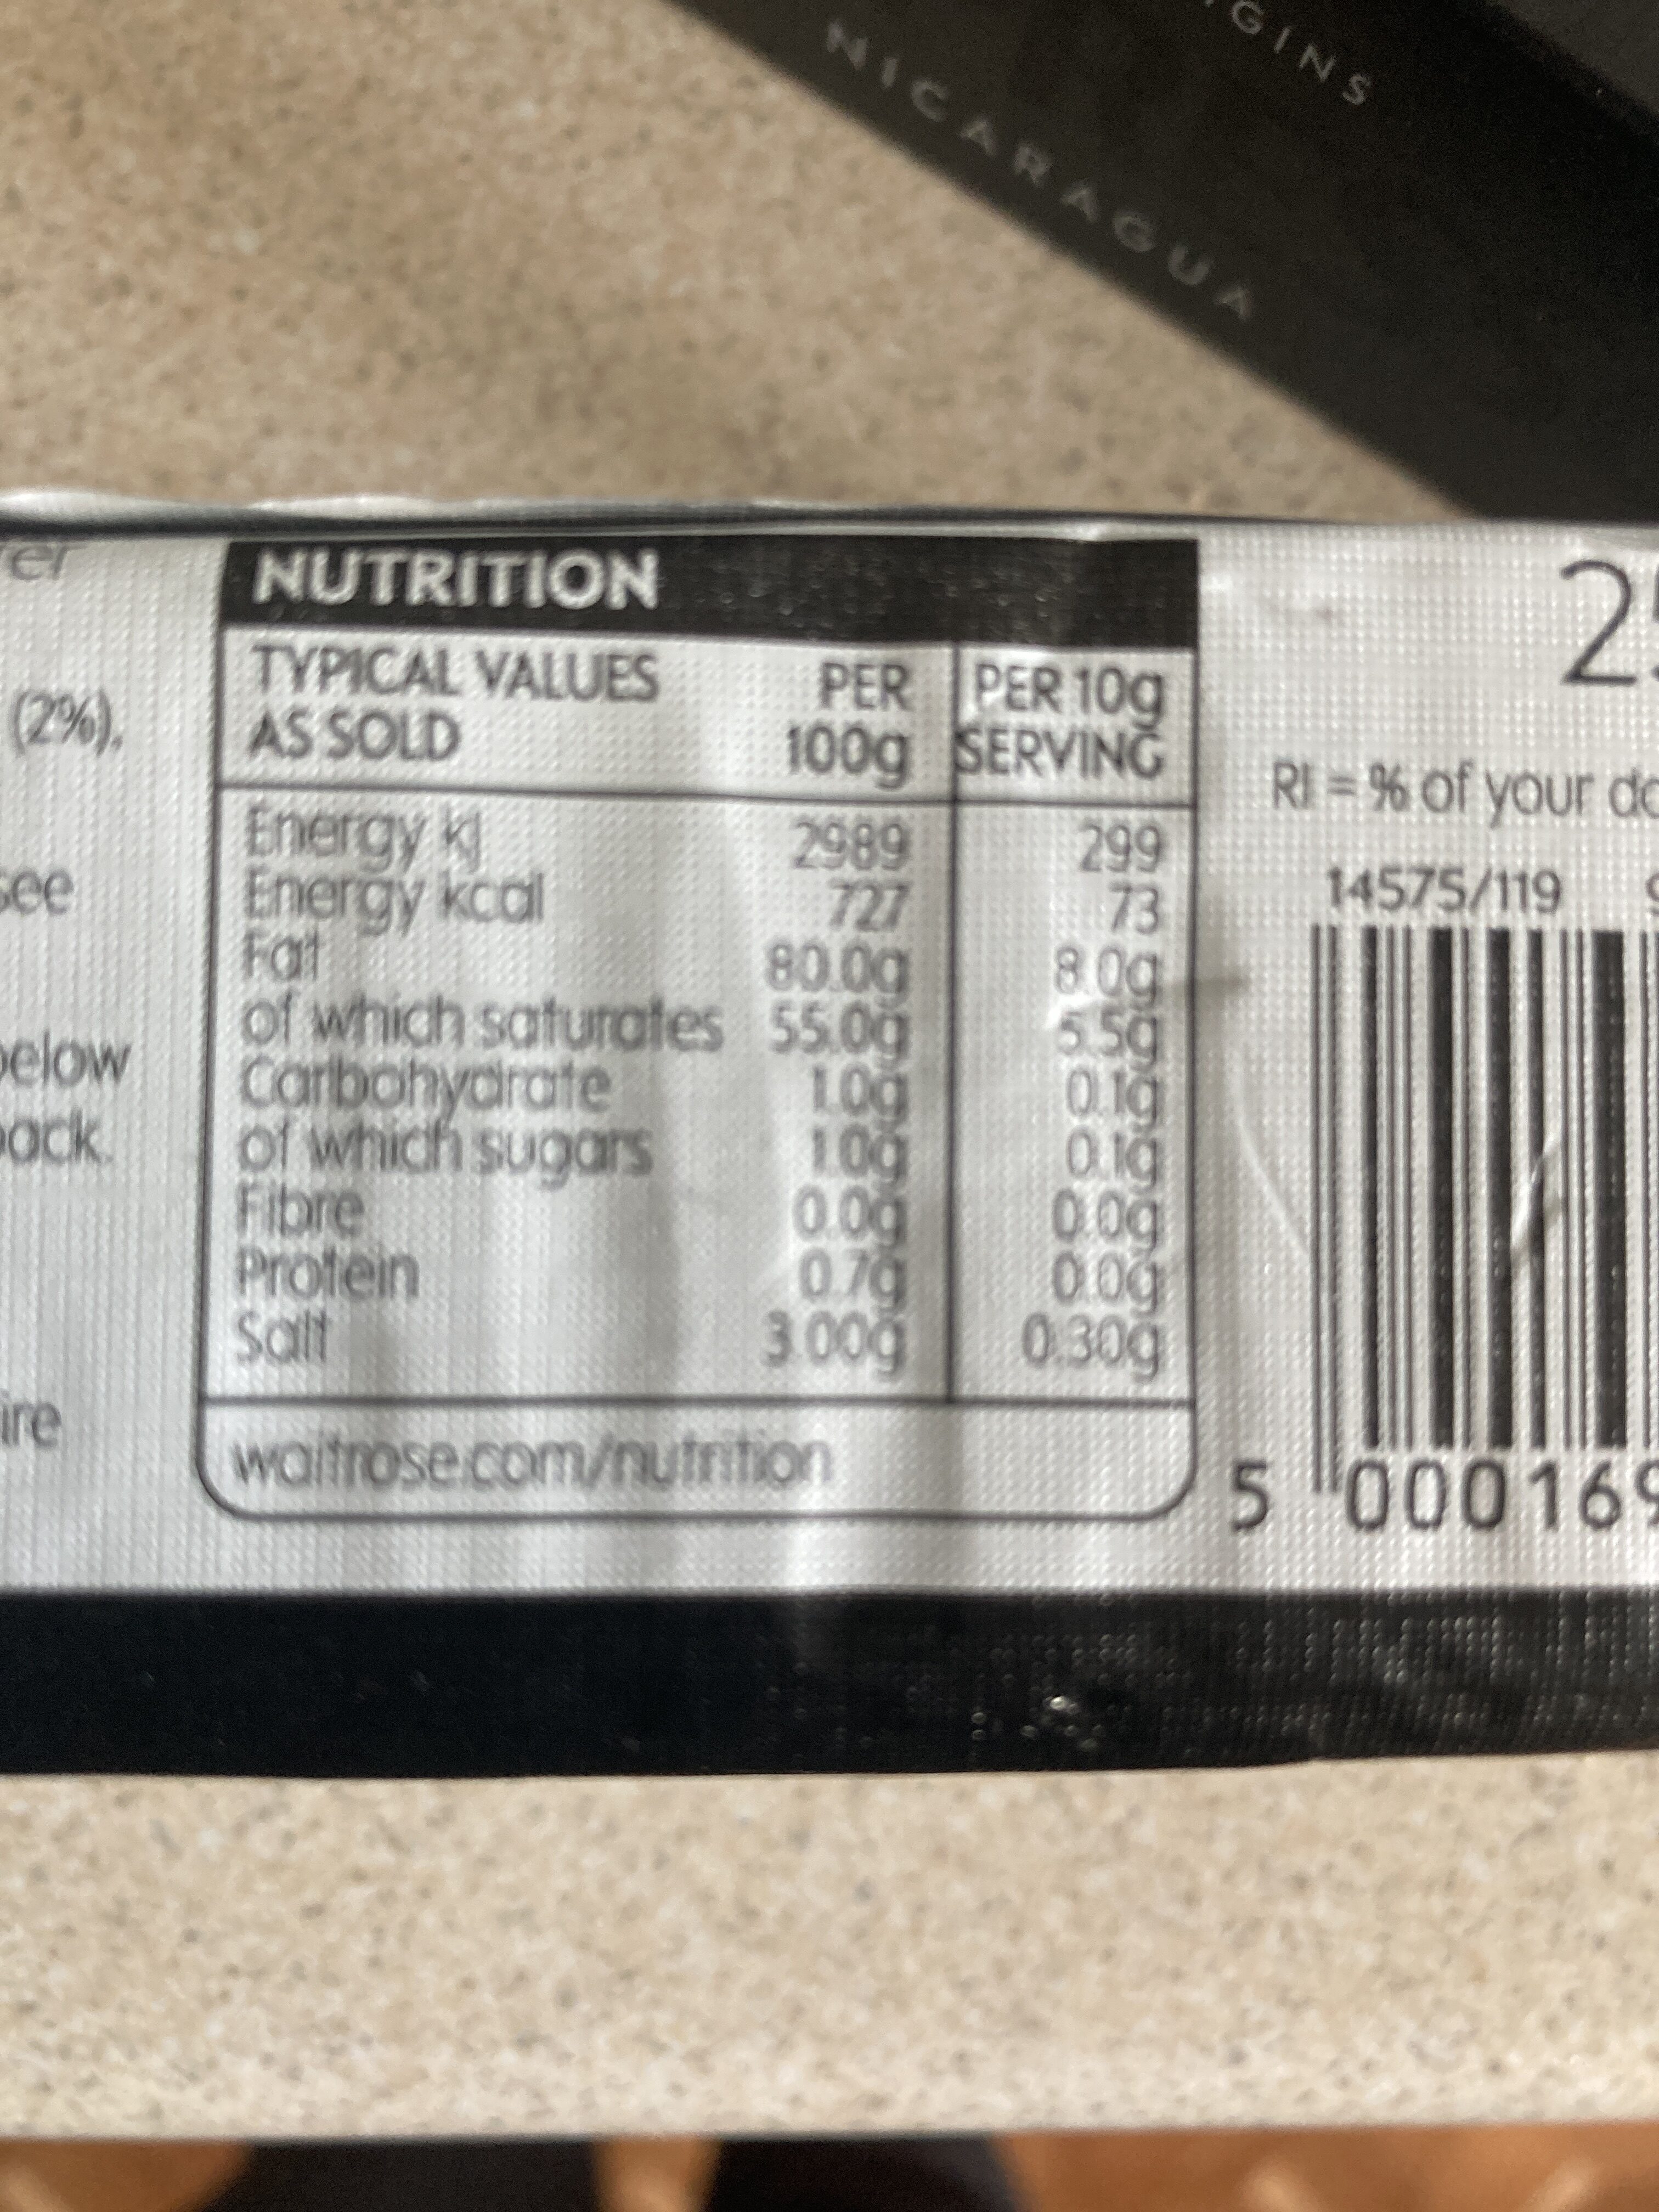 GINS
NICARAGUA
er
(2%),
see
below
pack.
ire
NUTRITION
TYPICAL VALUES AS SOLD PER 100g PER 10g SERVING
Energy kJ 2989 299
Energy kcal 727 73
Fat 80.0g 8.0g
of which saturates 55.0g 5.5g
Carbohydrate 1.0g 0.1g
of which sugars 1.0g 0.1g
Fibre 0.0g 0.0g
Protein 0.7g 0.0g
Salt 3.00g 0.30g
waitrose.com/nutrition
RI = % of your
14575/119
5 000169